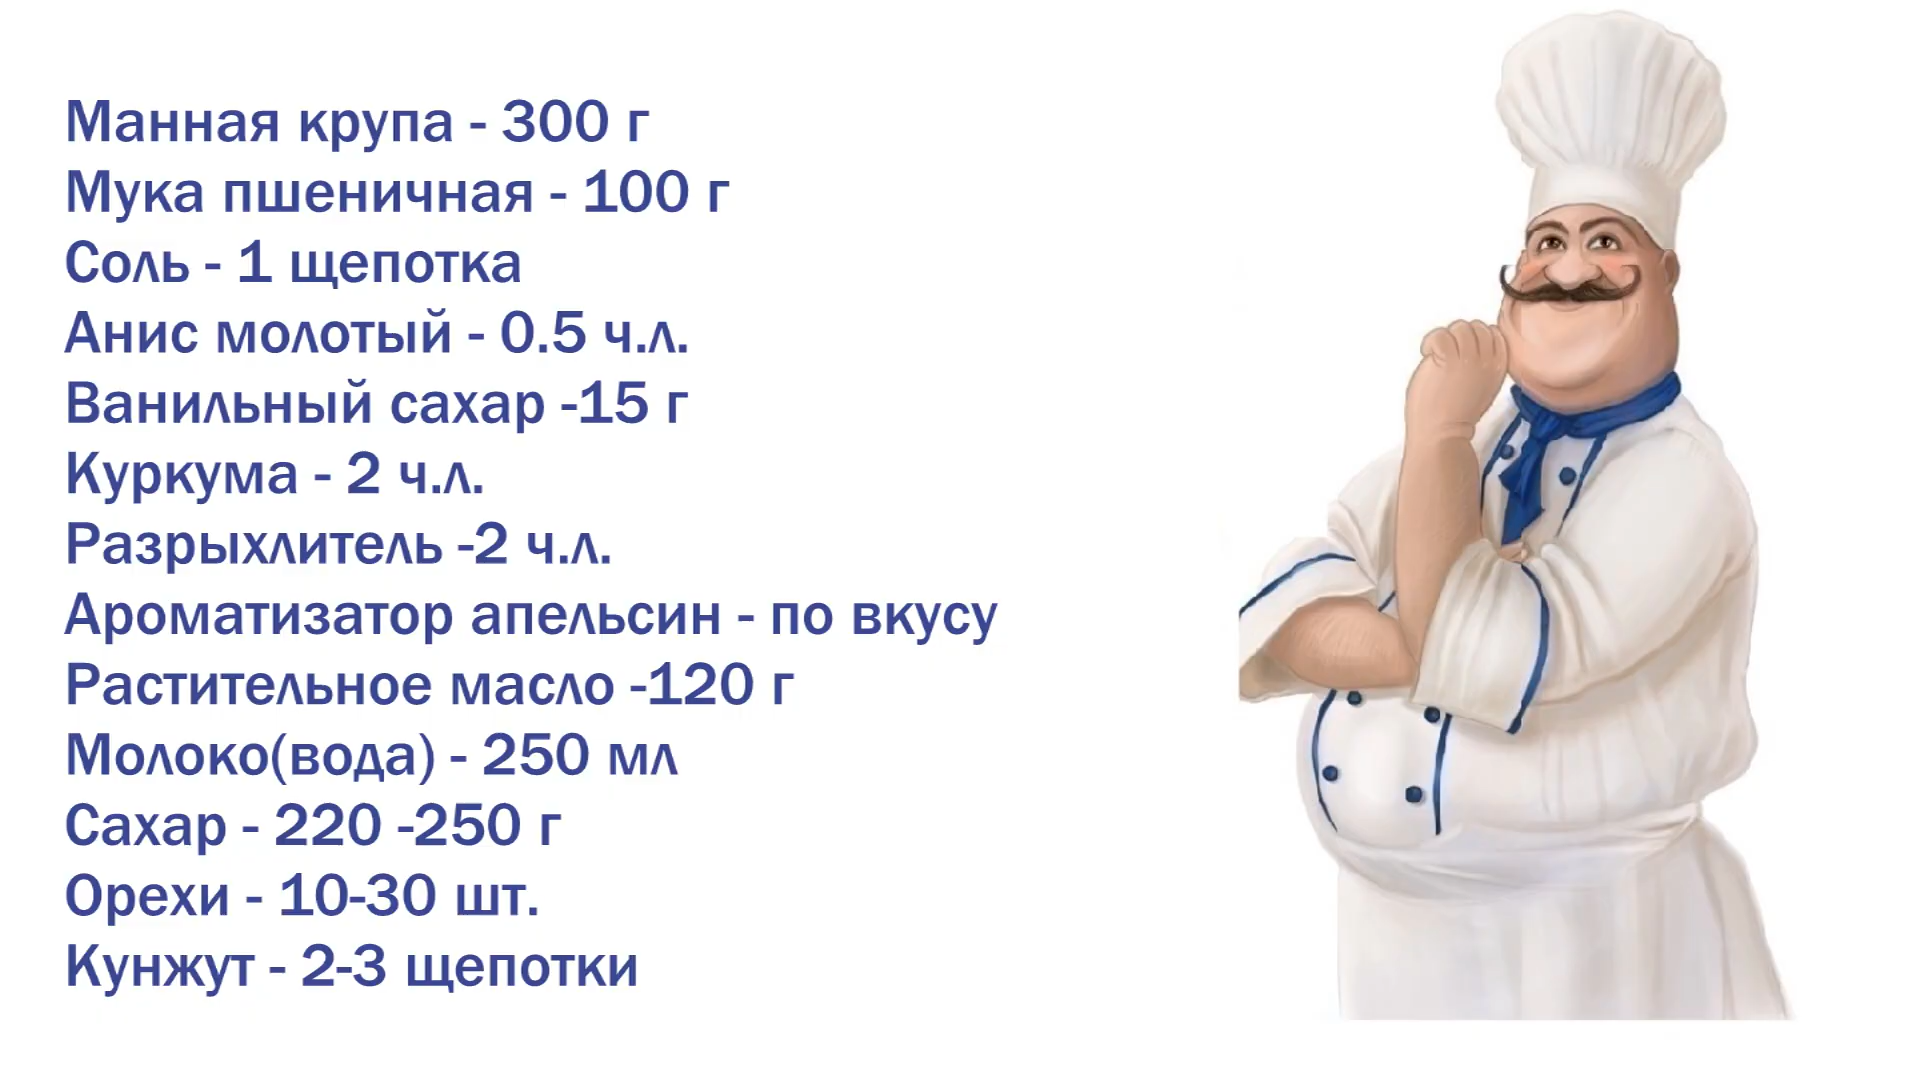 Манная крупа - 300 г
Мука пшеничная - 100 г
Соль - 1 щепотка
Анис молотый - 0.5 ч.л.
Ванильный сахар -15 г
Куркума - 2 ч.л.
Разрыхлитель -2 ч.л.
Ароматизатор апельсин - по вкусу
Растительное масло -120 г
Молоко(вода) - 250 мл
Сахар - 220 -250 г
Орехи - 10-30 шт.
Кунжут - 2-3 щепотки